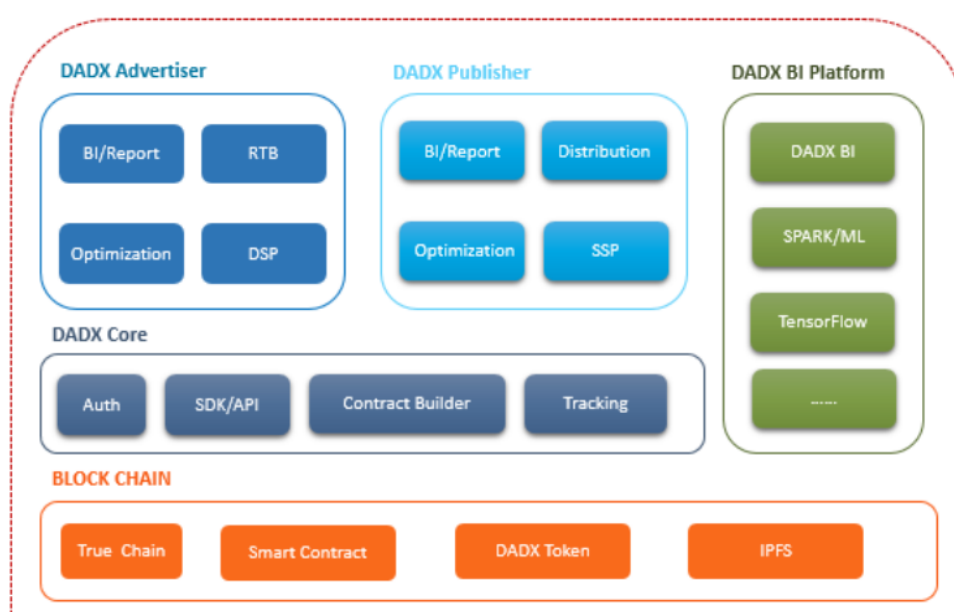 DADX Advertiser
BI/Report
RTB
Optimization
DSP
DADX Publisher
BI/Report
Distribution
Optimization
SSP
DADX BI Platform
DADX BI
SPARK/ML
TensorFlow
......
DADX Core
Auth
SDK/API
Contract Builder
Tracking
BLOCK CHAIN
True Chain
Smart Contract
DADX Token
IPFS